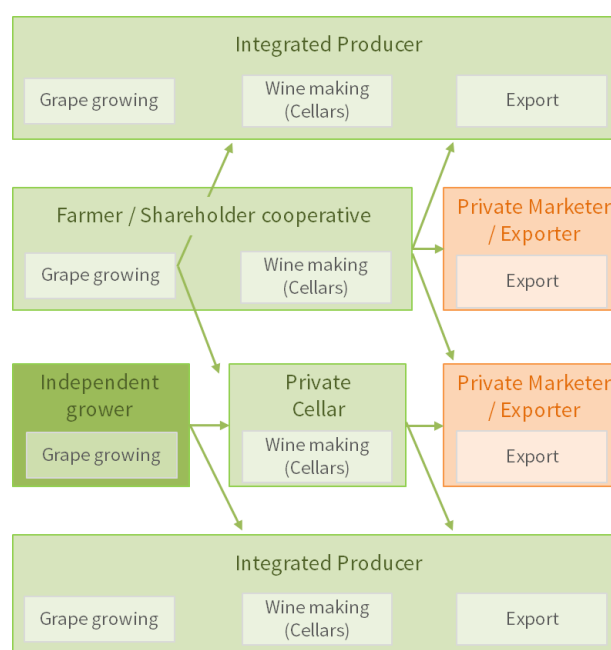 Integrated Producer
Grape growing
Wine making
(Cellars)
Export
Farmer / Shareholder cooperative
Grape growing
Wine making
(Cellars)
Private Marketer
/ Exporter
Export
Independent
grower
Grape growing
Private
Cellar
Wine making
(Cellars)
Private Marketer
/ Exporter
Export
Integrated Producer
Grape growing
Wine making
(Cellars)
Export